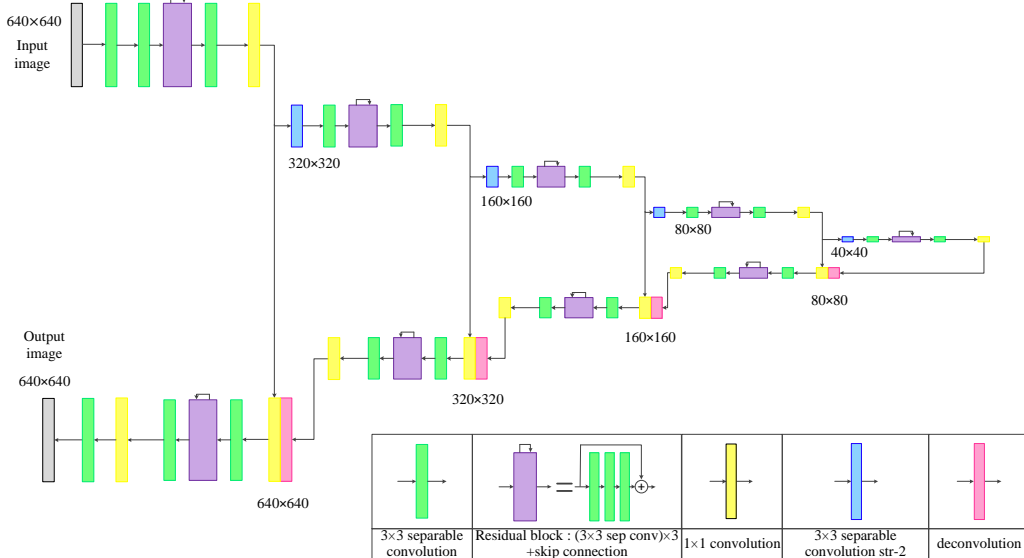 640×640
Input
image
320×320
160×160
80×80
40×40
80×80
160×160
320×320
640×640
Output
image
640×640
3×3 separable
convolution
Residual block : (3×3 sep conv)×3
+skip connection
1×1 convolution
3×3 separable
convolution str-2
deconvolution